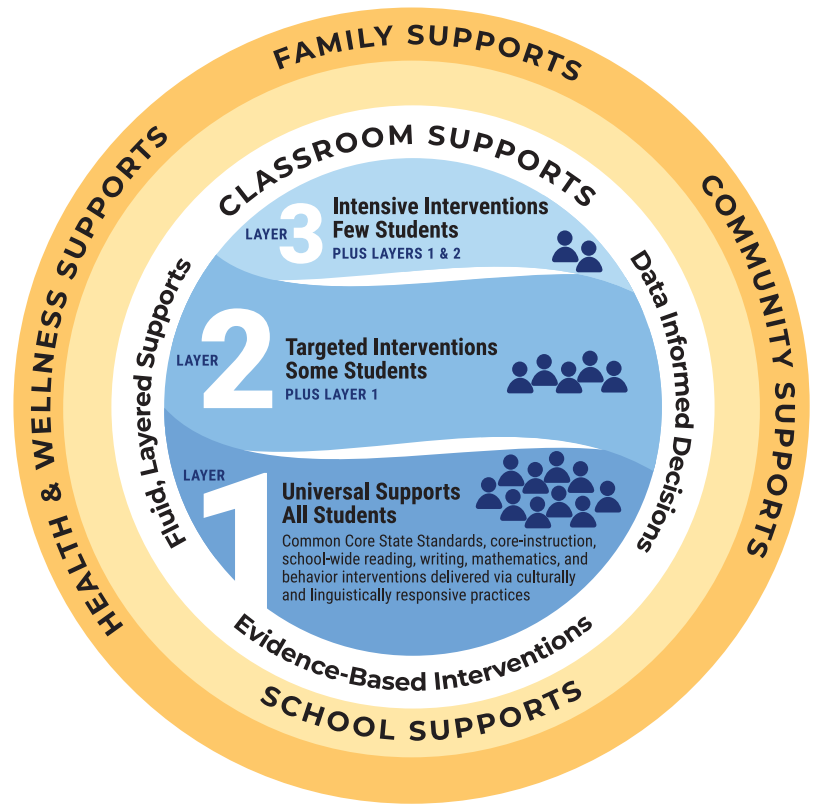 FAMILY SUPPORTS
HEALTH & WELLNESS SUPPORTS
COMMUNITY SUPPORTS
CLASSROOM SUPPORTS
Fluid, Layered Supports
Data Informed Decisions
LAYER 3
Intensive Interventions
Few Students
PLUS LAYERS 1 & 2
LAYER 2
Targeted Interventions
Some Students
PLUS LAYER 1
LAYER 1
Universal Supports
All Students
Common Core State Standards, core-instruction,
school-wide reading, writing, mathematics, and
behavior interventions delivered via culturally
and linguistically responsive practices
Evidence-Based Interventions
SCHOOL SUPPORTS